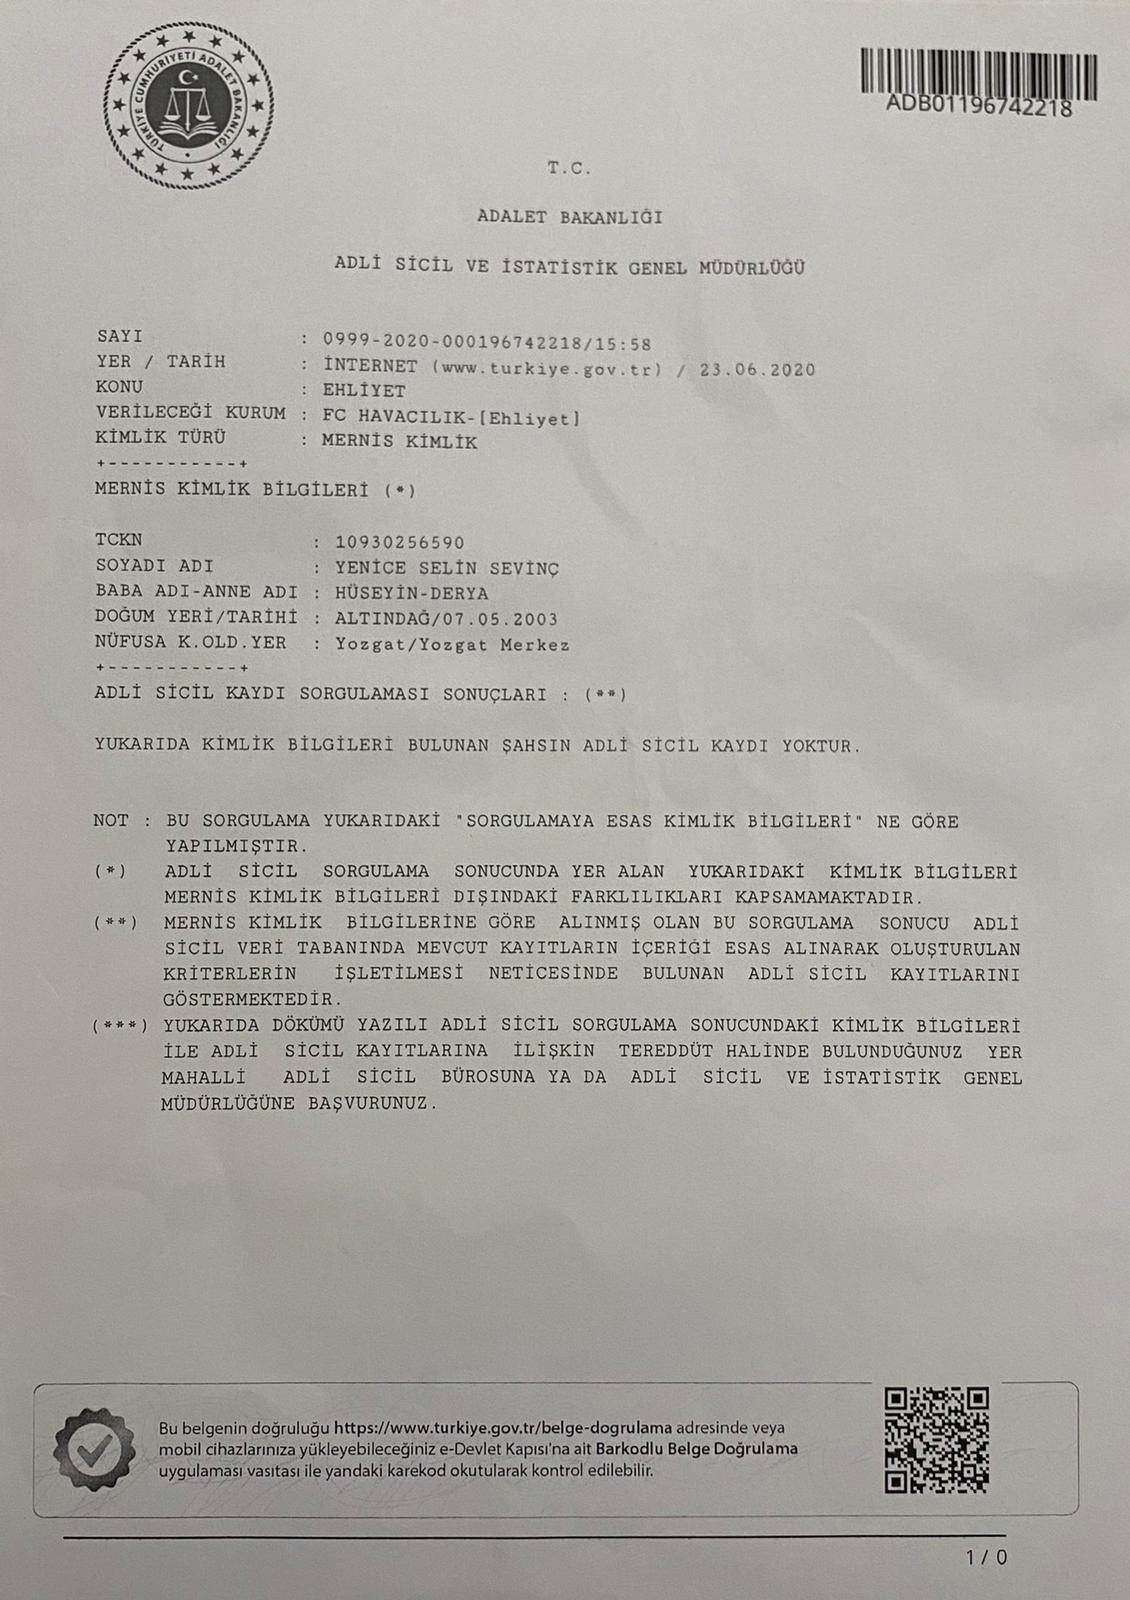 TÜRKİYE CUMHURİYETİ ADALET BAKANLIĞI
ADB01196742218
T.C.
ADALET BAKANLIĞI
ADLİ SİCİL VE İSTATİSTİK GENEL MÜDÜRLÜĞÜ
SAYI : 0999-2020-000196742218/15:58
YER / TARİH : İNTERNET (www.turkiye.gov.tr) / 23.06.2020
KONU : EHLİYET
VERİLECEĞİ KURUM : FC HAVACILIK-[Ehliyet]
KİMLİK TÜRÜ : MERNİS KİMLİK
+-----------+
MERNİS KİMLİK BİLGİLERİ (*)
TCKN : 10930256590
SOYADI ADI : YENİCE SELİN SEVİNÇ
BABA ADI-ANNE ADI : HÜSEYİN-DERYA
DOĞUM YERİ/TARİHİ : ALTINDAĞ/07.05.2003
NÜFUSA K.OLD.YER : Yozgat/Yozgat Merkez
+-----------+
ADLİ SİCİL KAYDI SORGULAMASI SONUÇLARI : (**)
YUKARIDA KİMLİK BİLGİLERİ BULUNAN ŞAHSIN ADLİ SİCİL KAYDI YOKTUR.
NOT : BU SORGULAMA YUKARIDAKİ "SORGULAMAYA ESAS KİMLİK BİLGİLERİ" NE GÖRE
YAPILMIŞTIR.
(*) ADLİ SİCİL SORGULAMA SONUCUNDA YER ALAN YUKARIDAKİ KİMLİK BİLGİLERİ
MERNİS KİMLİK BİLGİLERİ DIŞINDAKİ FARKLILIKLARI KAPSAMAMAKTADIR.
(**) MERNİS KİMLİK BİLGİLERİNE GÖRE ALINMIŞ OLAN BU SORGULAMA SONUCU ADLİ
SİCİL VERİ TABANINDA MEVCUT KAYITLARIN İÇERİĞİ ESAS ALINARAK OLUŞTURULAN
KRİTERLERİN İŞLETİLMESİ NETİCESİNDE BULUNAN ADLİ SİCİL KAYITLARINI
GÖSTERMEKTEDİR.
(***) YUKARIDA DÖKÜMÜ YAZILI ADLİ SİCİL SORGULAMA SONUCUNDAKİ KİMLİK BİLGİLERİ
İLE ADLİ SİCİL KAYITLARINA İLİŞKİN TEREDDÜT HALİNDE BULUNDUĞUNUZ YER
MAHALLİ ADLİ SİCİL BÜROSUNA YA DA ADLİ SİCİL VE İSTATİSTİK GENEL
MÜDÜRLÜĞÜNE BAŞVURUNUZ.
Bu belgenin doğruluğu https://www.turkiye.gov.tr/belge-dogrulama adresinde veya
mobil cihazlarınıza yükleyebileceğiniz e-Devlet Kapısı'na ait Barkodlu Belge Doğrulama
uygulaması vasıtası ile yandaki karekod okutularak kontrol edilebilir.
1 / 0